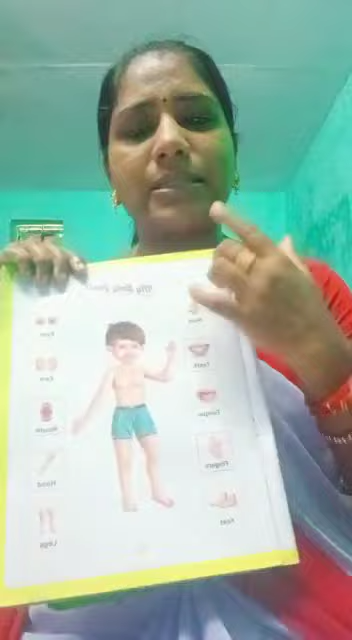 My Body Parts
Eyes
Nose
Ears
Teeth
Mouth
Tongue
Hand
Fingers
Legs
Feet